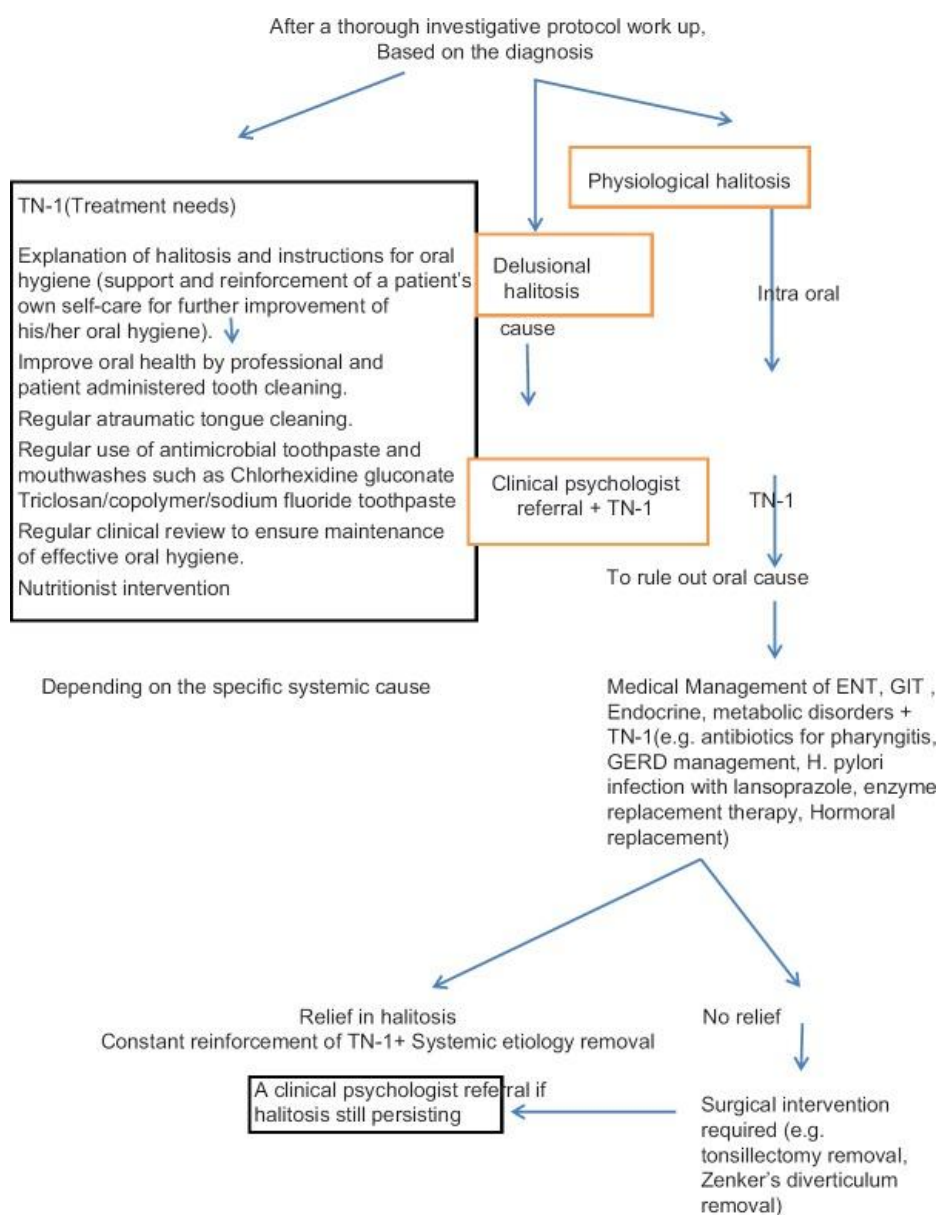 After a thorough investigative protocol work up,
Based on the diagnosis
TN-1(Treatment needs)
Explanation of halitosis and instructions for oral
hygiene (support and reinforcement of a patient's
own self-care for further improvement of
his/her oral hygiene).
Improve oral health by professional and
patient administered tooth cleaning.
Regular atraumatic tongue cleaning.
Regular use of antimicrobial toothpaste and
mouthwashes such as Chlorhexidine gluconate
Triclosan/copolymer/sodium fluoride toothpaste
Regular clinical review to ensure maintenance
of effective oral hygiene.
Nutritionist intervention
Delusional
halitosis
cause
Clinical psychologist
referral + TN-1
Physiological halitosis
Intra oral
TN-1
To rule out oral cause
Depending on the specific systemic cause
Medical Management of ENT, GIT ,
Endocrine, metabolic disorders +
TN-1(e.g. antibiotics for pharyngitis,
GERD management, H. pylori
infection with lansoprazole, enzyme
replacement therapy, Hormoral
replacement)
Relief in halitosis
Constant reinforcement of TN-1+ Systemic etiology removal
A clinical psychologist referral if
halitosis still persisting
No relief
Surgical intervention
required (e.g.
tonsillectomy removal,
Zenker's diverticulum
removal)